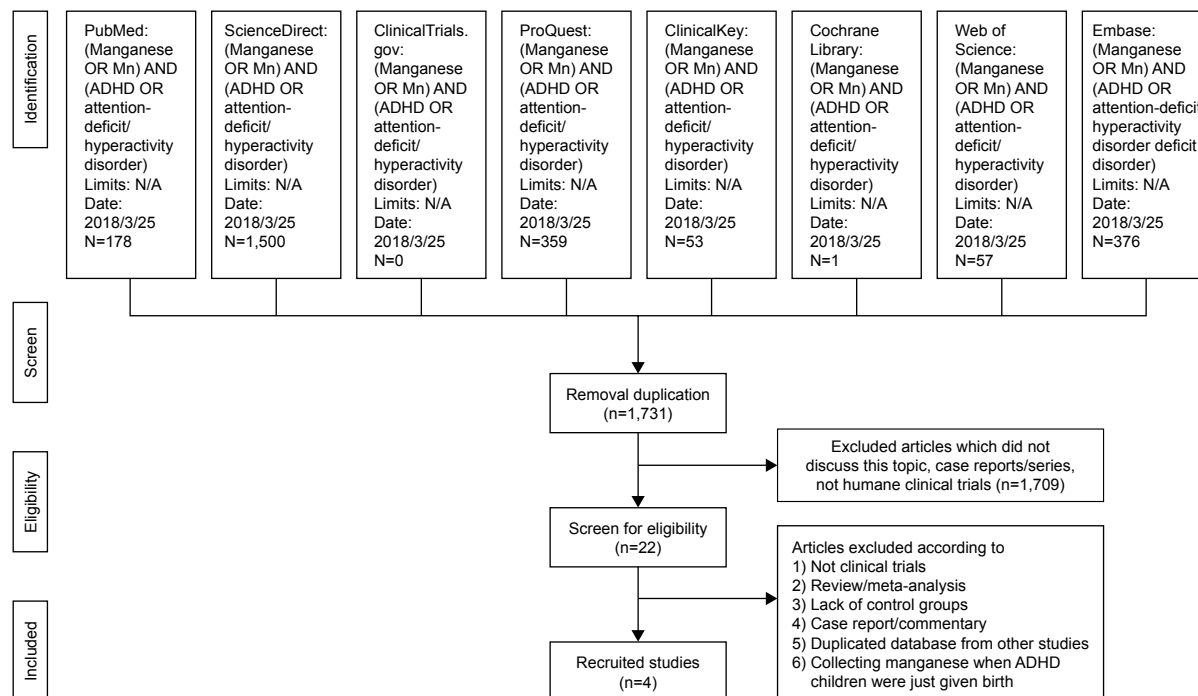 Identification
PubMed:
(Manganese
OR Mn) AND
(ADHD OR
attention-
deficit/
hyperactivity
disorder)
Limits: N/A
Date:
2018/3/25
N=178
ScienceDirect:
(Manganese
OR Mn) AND
(ADHD OR
attention-
deficit/
hyperactivity
disorder)
Limits: N/A
Date:
2018/3/25
N=1,500
ClinicalTrials.
gov:
(Manganese
OR Mn) AND
(ADHD OR
attention-
deficit/
hyperactivity
disorder)
Limits: N/A
Date:
2018/3/25
N=0
ProQuest:
(Manganese
OR Mn) AND
(ADHD OR
attention-
deficit/
hyperactivity
disorder)
Limits: N/A
Date:
2018/3/25
N=359
ClinicalKey:
(Manganese
OR Mn) AND
(ADHD OR
attention-
deficit/
hyperactivity
disorder)
Limits: N/A
Date:
2018/3/25
N=53
Cochrane
Library:
(Manganese
OR Mn) AND
(ADHD OR
attention-
deficit/
hyperactivity
disorder)
Limits: N/A
Date:
2018/3/25
N=1
Web of
Science:
(Manganese
OR Mn) AND
(ADHD OR
attention-
deficit/
hyperactivity
disorder)
Limits: N/A
Date:
2018/3/25
N=57
Embase:
(Manganese
OR Mn) AND
(ADHD OR
attention-deficit
hyperactivity
disorder deficit
disorder)
Limits: N/A
Date:
2018/3/25
N=376
Screen
Removal duplication
(n=1,731)
Excluded articles which did not
discuss this topic, case reports/series,
not humane clinical trials (n=1,709)
Eligibility
Screen for eligibility
(n=22)
Articles excluded according to
1) Not clinical trials
2) Review/meta-analysis
3) Lack of control groups
4) Case report/commentary
5) Duplicated database from other studies
6) Collecting manganese when ADHD
children were just given birth
Included
Recruited studies
(n=4)